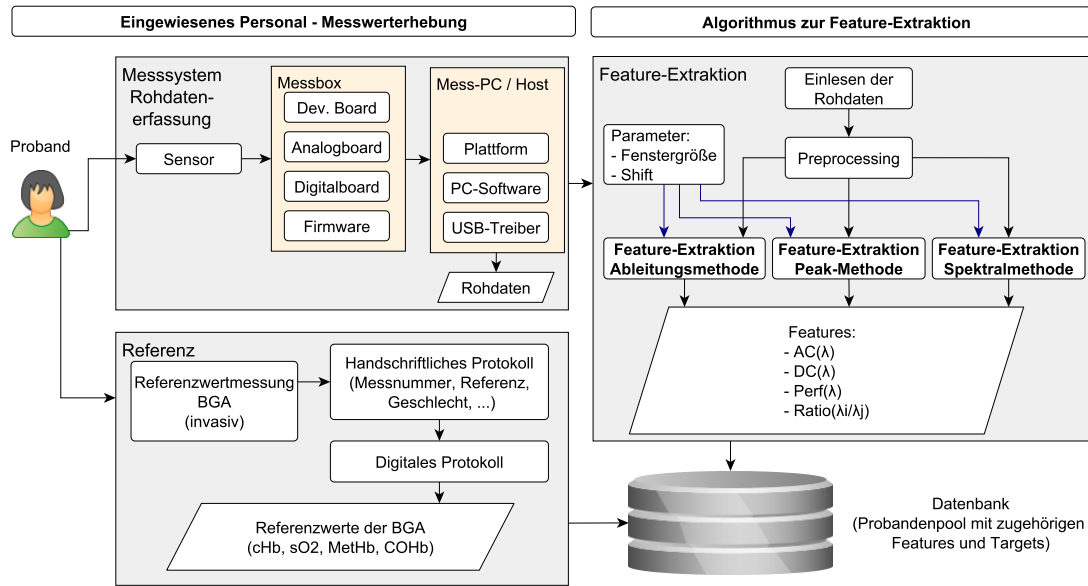 Eingewiesenes Personal - Messwerterhebung
Algorithmus zur Feature-Extraktion
Messsystem
Rohdaten-
erfassung
Proband
Sensor
Messbox
Dev. Board
Analogboard
Digitalboard
Firmware
Mess-PC / Host
Plattform
PC-Software
USB-Treiber
Rohdaten
Feature-Extraktion
Einlesen der
Rohdaten
Parameter:
- Fenstergröße
- Shift
Preprocessing
Feature-Extraktion
Ableitungsmethode
Feature-Extraktion
Peak-Methode
Feature-Extraktion
Spektralmethode
Features:
- AC(λ)
- DC(λ)
- Perf(λ)
- Ratio(λi/λj)
Referenz
Referenzwertmessung
BGA
(invasiv)
Handschriftliches Protokoll
(Messnummer, Referenz,
Geschlecht, ...)
Digitales Protokoll
Referenzwerte der BGA
(cHb, sO2, MetHb, COHb)
Datenbank
(Probandenpool mit zugehörigen
Features und Targets)